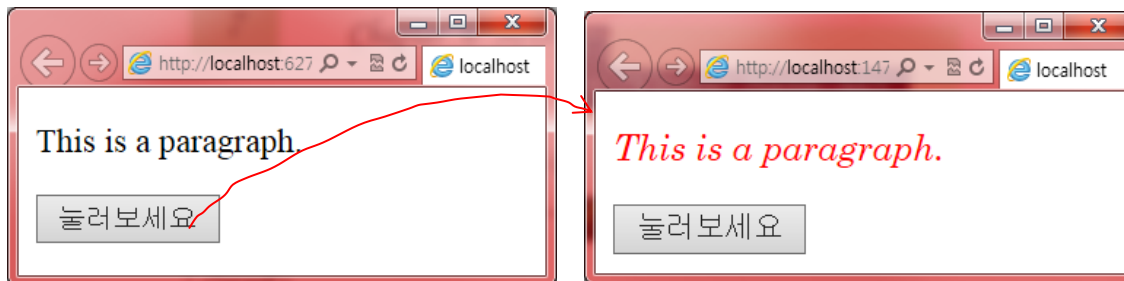 http://localhost:627
localhost
This is a paragraph.
눌러보세요
http://localhost:147
localhost
This is a paragraph.
눌러보세요